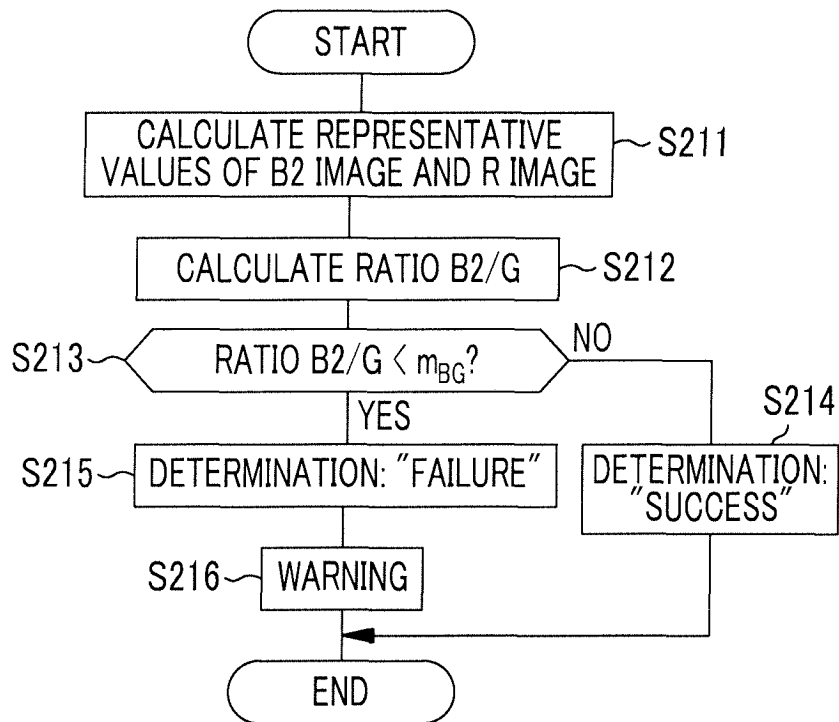 START
CALCULATE REPRESENTATIVE
VALUES OF B2 IMAGE AND R IMAGE
S211
CALCULATE RATIO B2/G
S212
S213
RATIO B2/G < mBG?
NO
YES
S214
S215
DETERMINATION: "FAILURE"
DETERMINATION:
"SUCCESS"
S216
WARNING
END